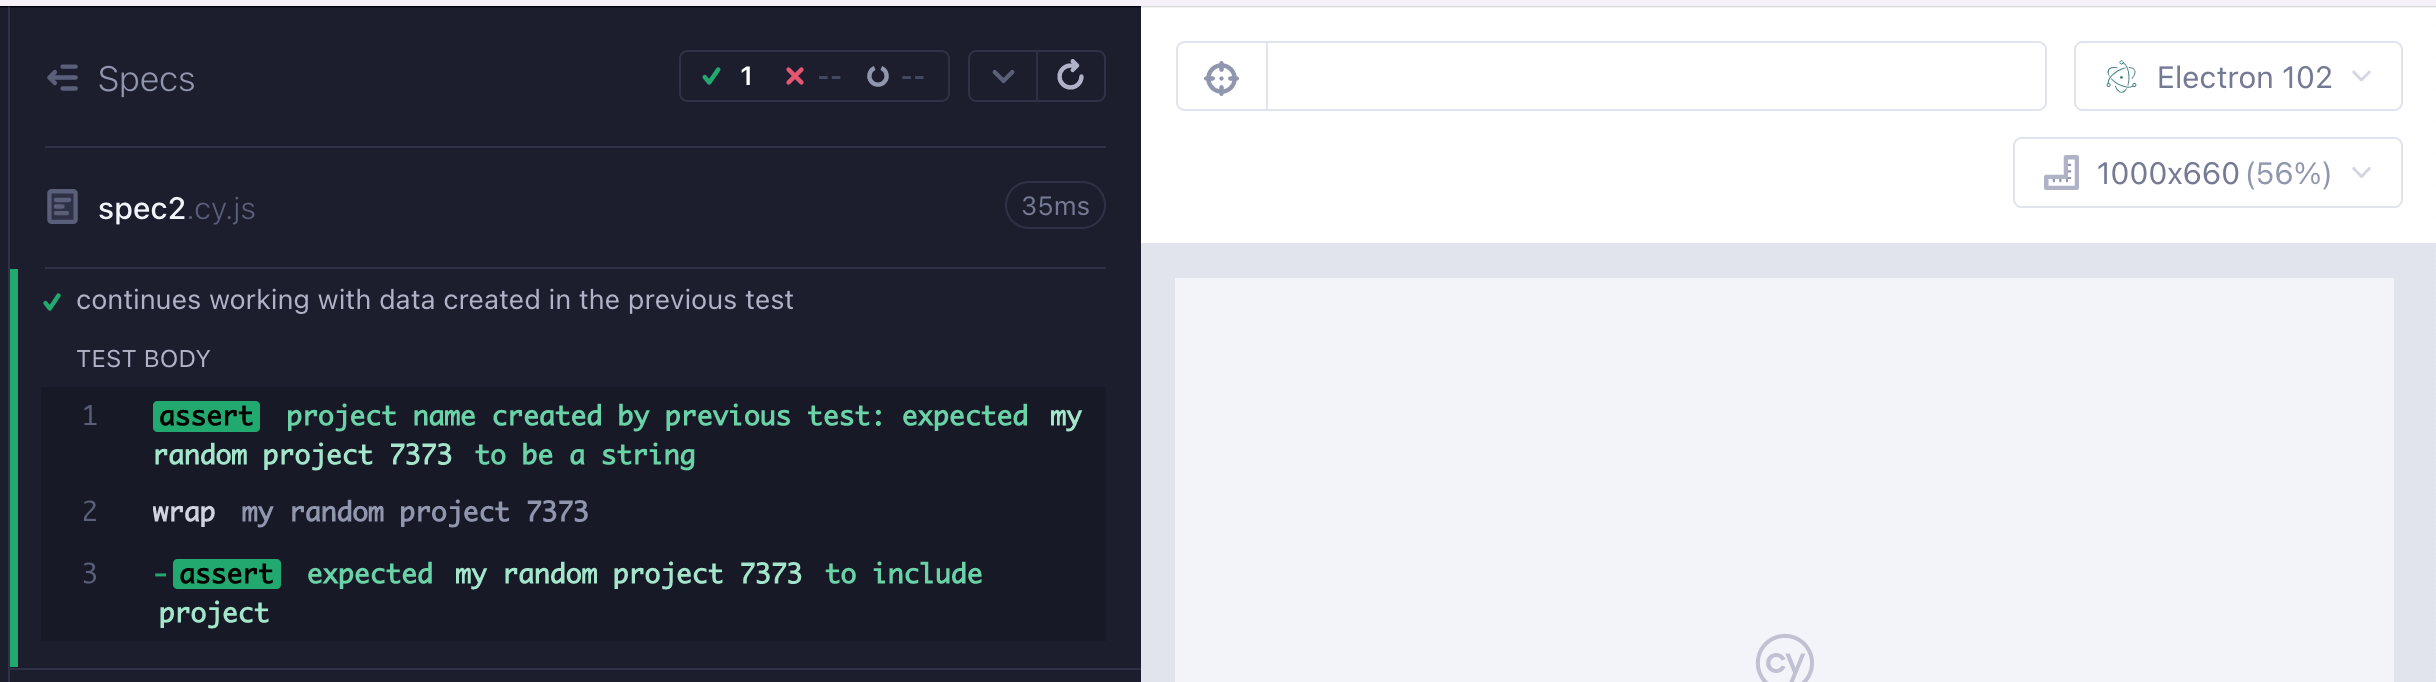 Specs
1 -- --
Electron 102
1000x660 (56%)
spec2.cy.js
35ms
continues working with data created in the previous test
TEST BODY
1 assert project name created by previous test: expected my
random project 7373 to be a string
2 wrap my random project 7373
3 -assert expected my random project 7373 to include
project
cy